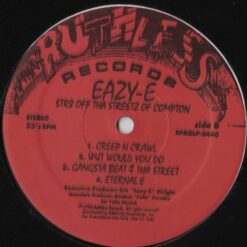 RUTHLESS
RECORDS
EAZY-E
STR8 OFF THA STREETZ OF COMPTON
STEREO
33⅓ RPM
side B
RPROLP-0440
1. CREEP N CRAWL
2. WUT WOULD YOU DO
3. GANGSTA BEAT 4 THA STREET
4. ETERNAL E
Executive Producer: Eric "Eazy-E" Wright